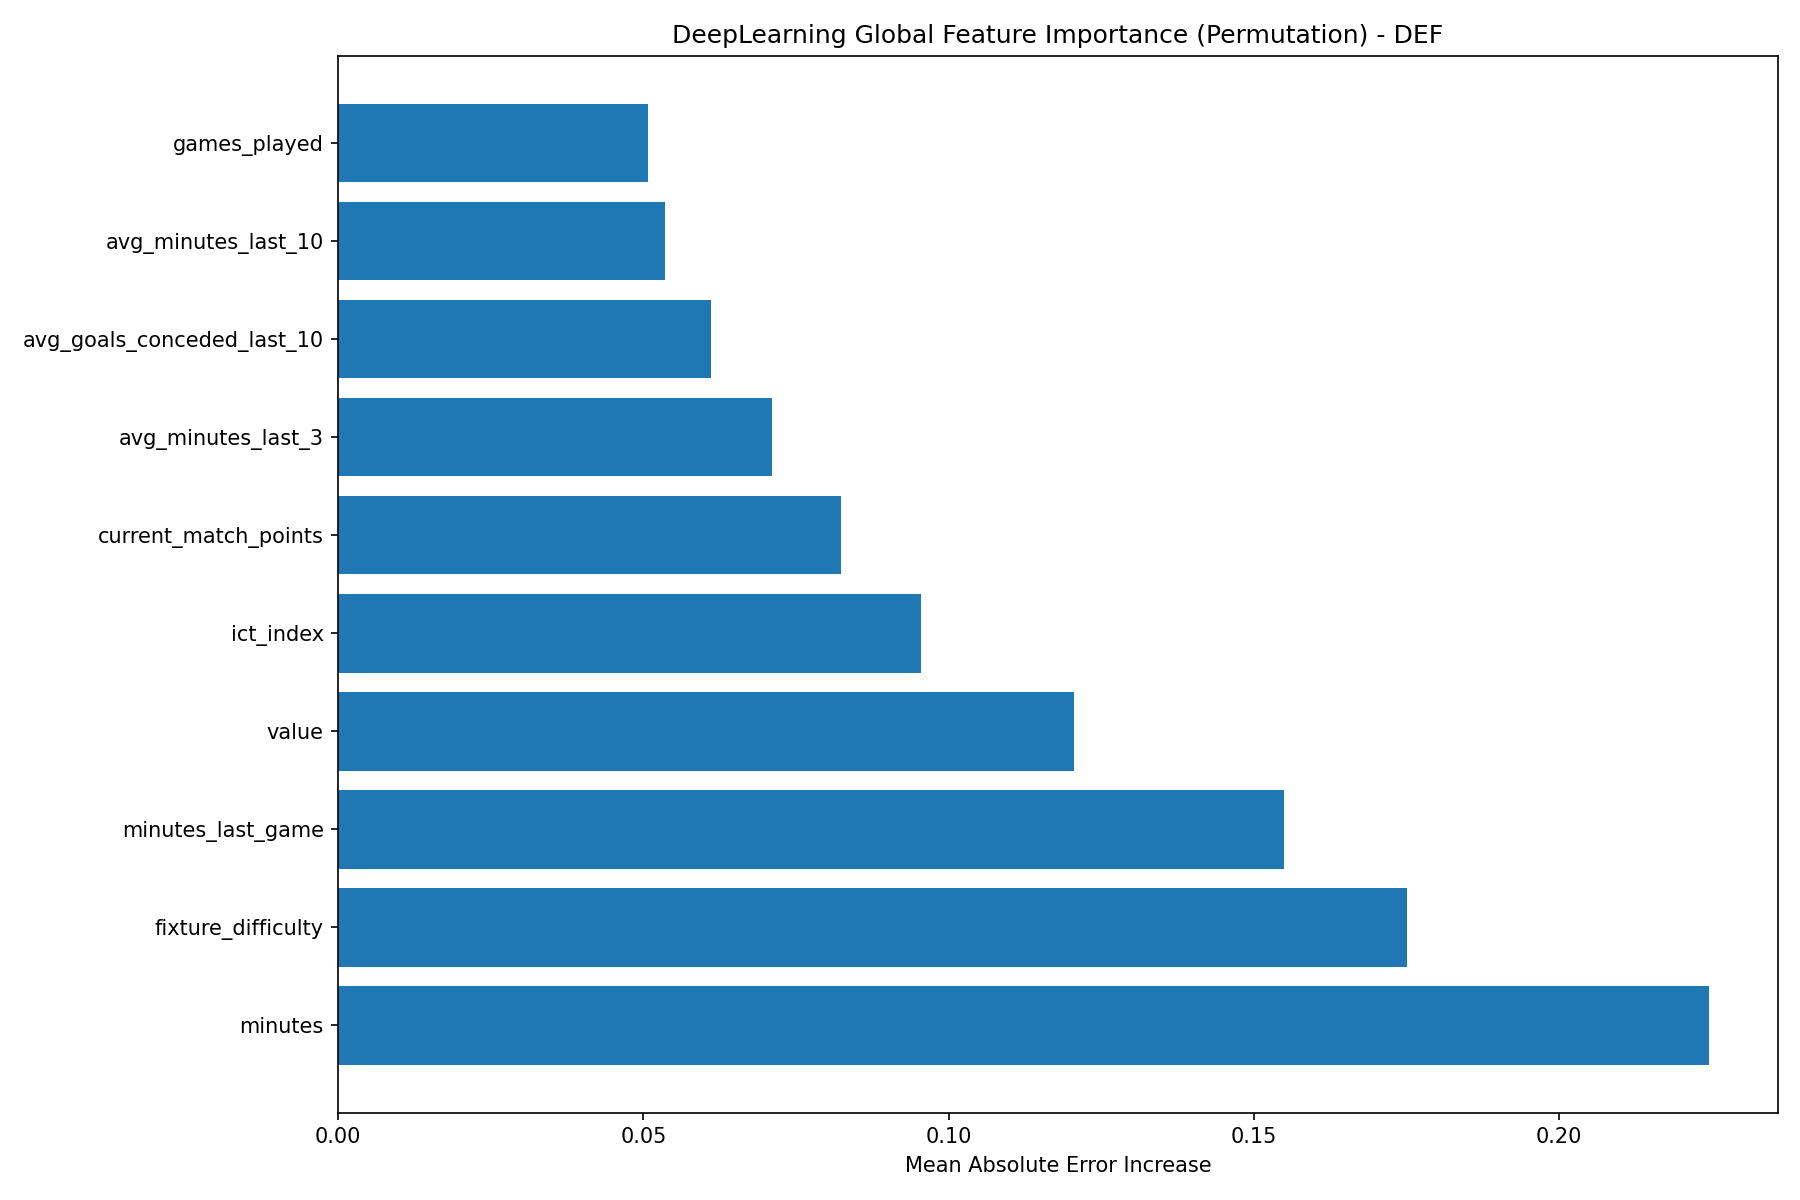 DeepLearning Global Feature Importance (Permutation) - DEF
games_played
avg_minutes_last_10
avg_goals_conceded_last_10
avg_minutes_last_3
current_match_points
ict_index
value
minutes_last_game
fixture_difficulty
minutes
0.00 0.05 0.10 0.15 0.20
Mean Absolute Error Increase